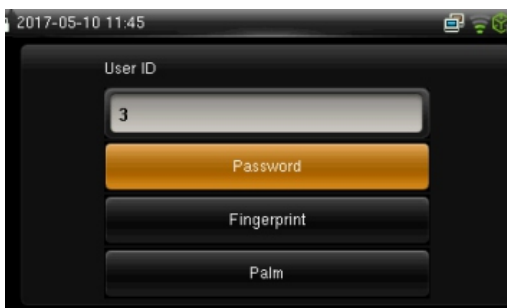 2017-05-10 11:45
User ID
3
Password
Fingerprint
Palm